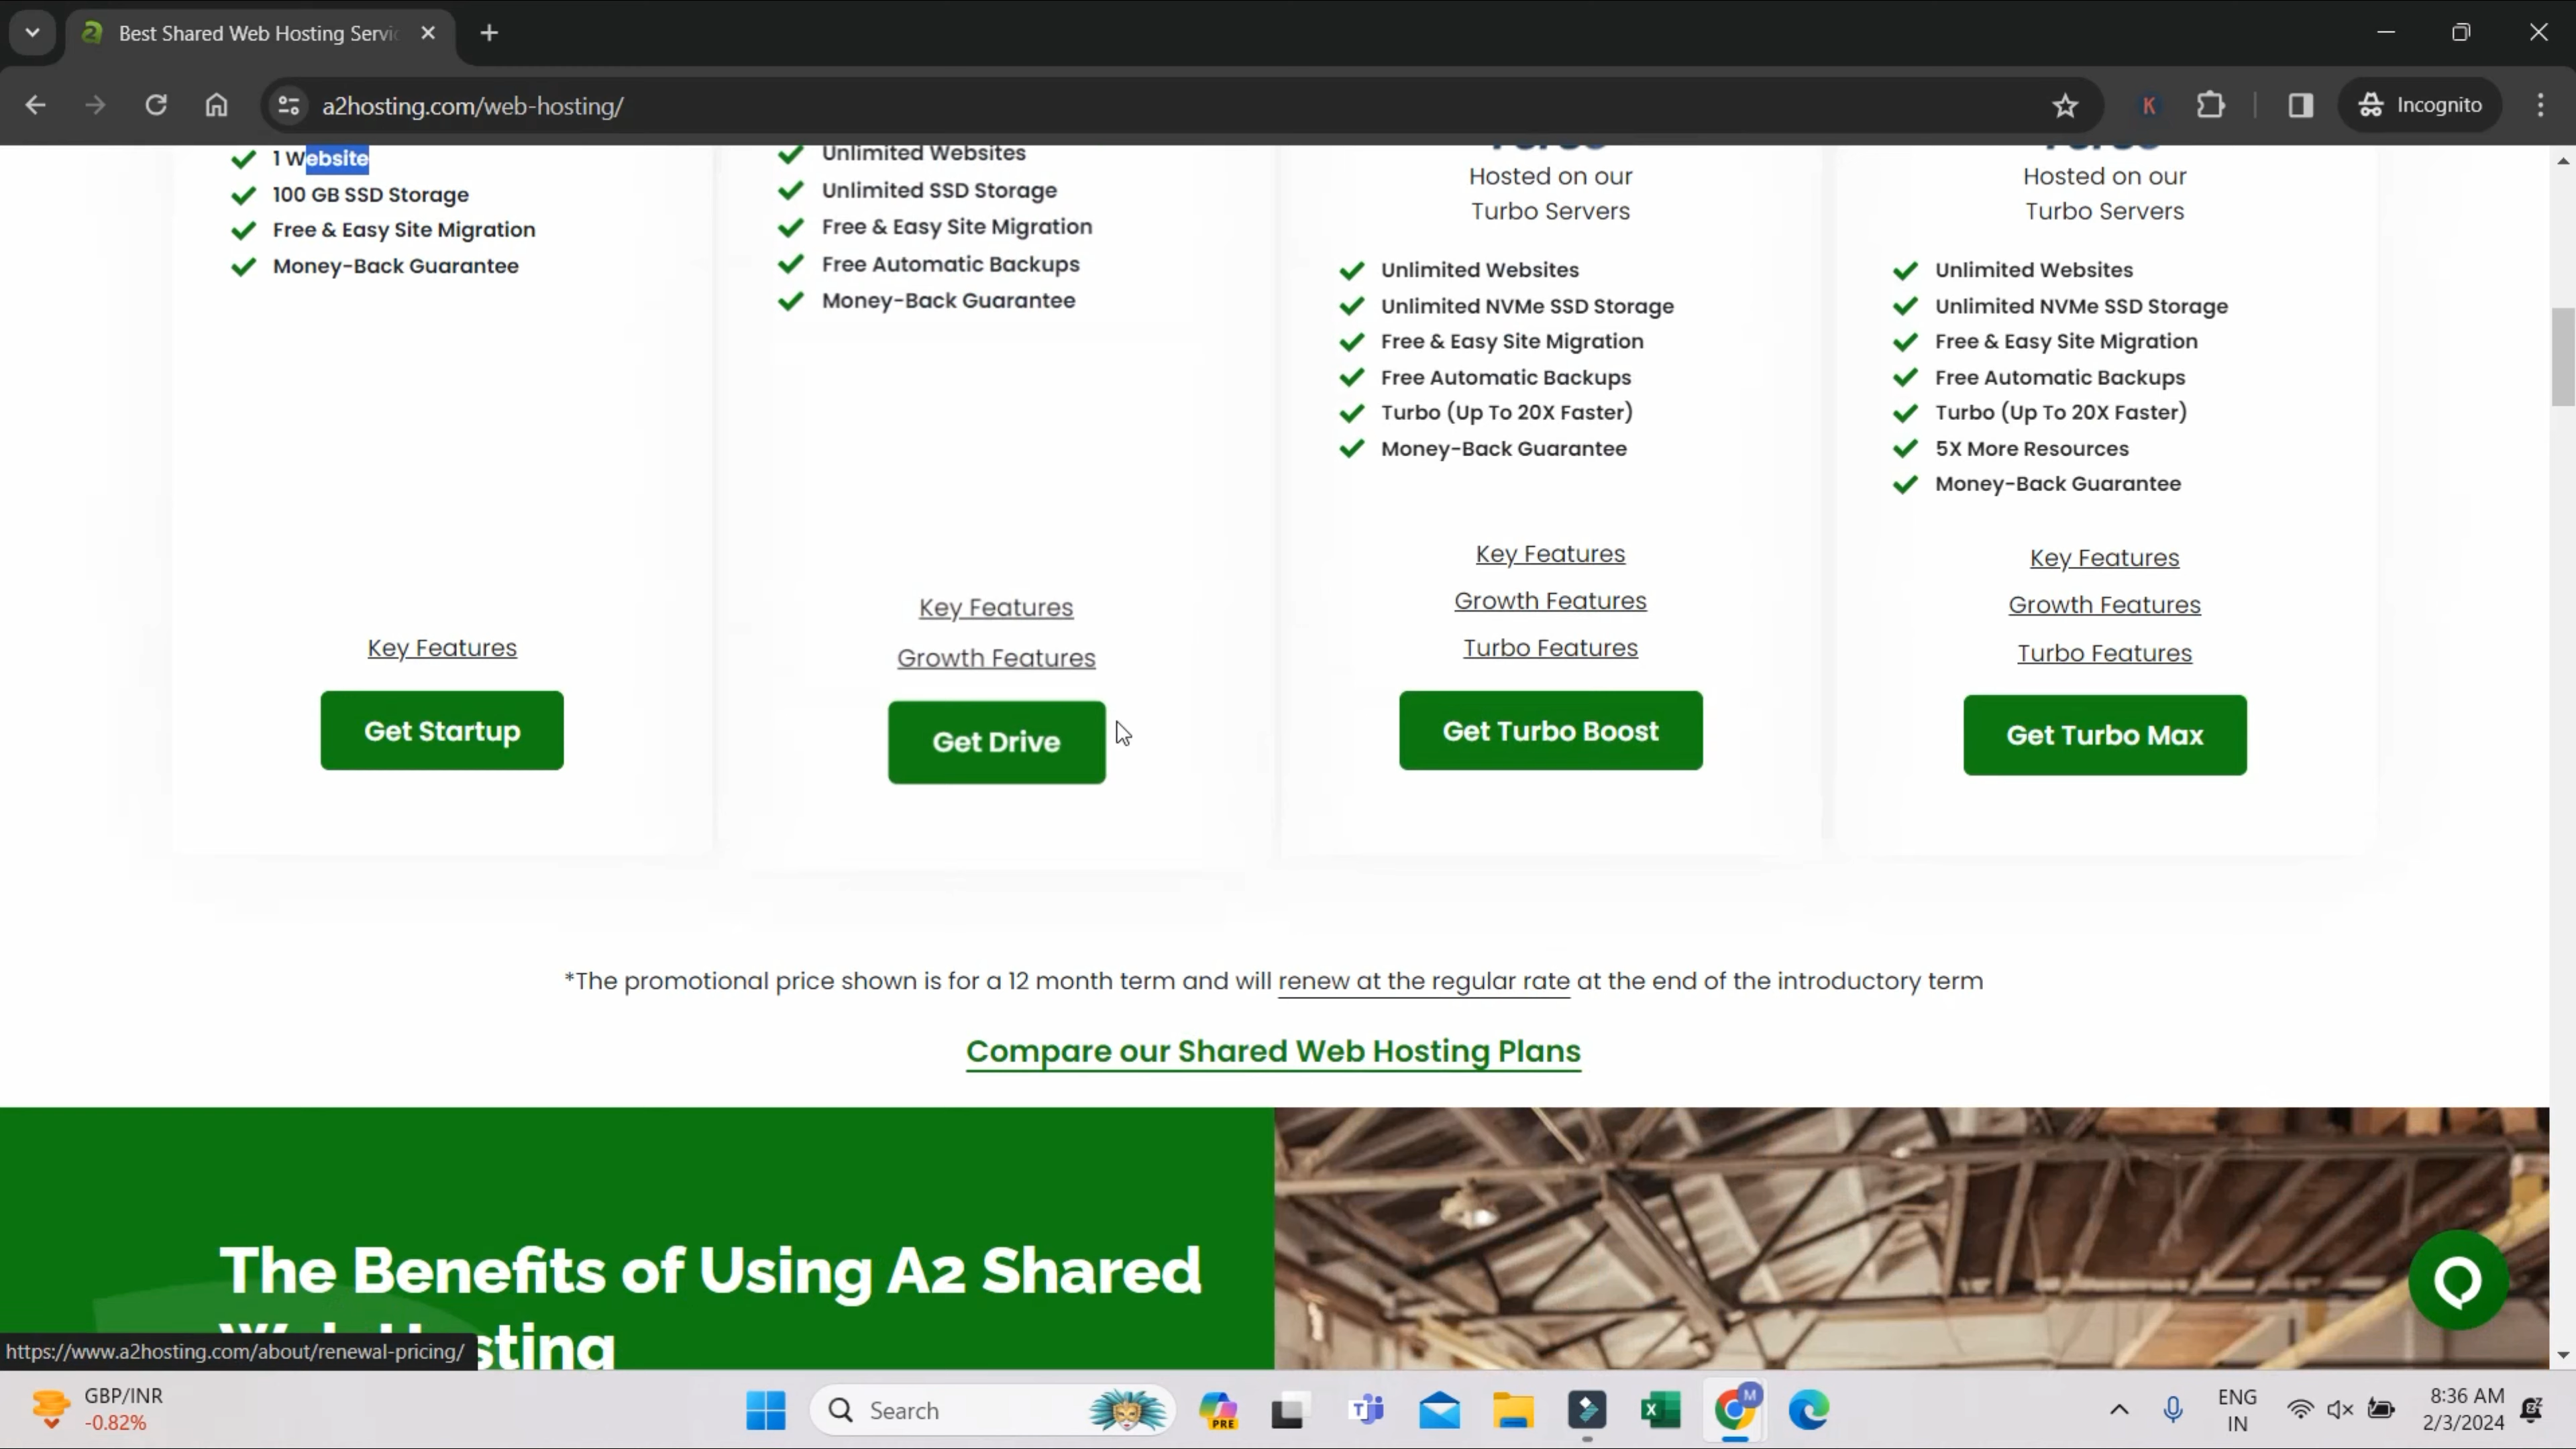 Best Shared Web Hosting Servi
a2hosting.com/web-hosting/
K
Incognito
1 Website
100 GB SSD Storage
Free & Easy Site Migration
Money-Back Guarantee
Key Features
Get Startup
Unlimited Websites
Unlimited SSD Storage
Free & Easy Site Migration
Free Automatic Backups
Money-Back Guarantee
Key Features
Growth Features
Get Drive
Hosted on our
Turbo Servers
Unlimited Websites
Unlimited NVMe SSD Storage
Free & Easy Site Migration
Free Automatic Backups
Turbo (Up To 20X Faster)
Money-Back Guarantee
Key Features
Growth Features
Turbo Features
Get Turbo Boost
Hosted on our
Turbo Servers
Unlimited Websites
Unlimited NVMe SSD Storage
Free & Easy Site Migration
Free Automatic Backups
Turbo (Up To 20X Faster)
5X More Resources
Money-Back Guarantee
Key Features
Growth Features
Turbo Features
Get Turbo Max
*The promotional price shown is for a 12 month term and will renew at the regular rate at the end of the introductory term
Compare our Shared Web Hosting Plans
The Benefits of Using A2 Shared
Web Hosting
https://www.a2hosting.com/about/renewal-pricing/
GBP/INR
-0.82%
Search
PRE
M
ENG
IN
8:36 AM
2/3/2024